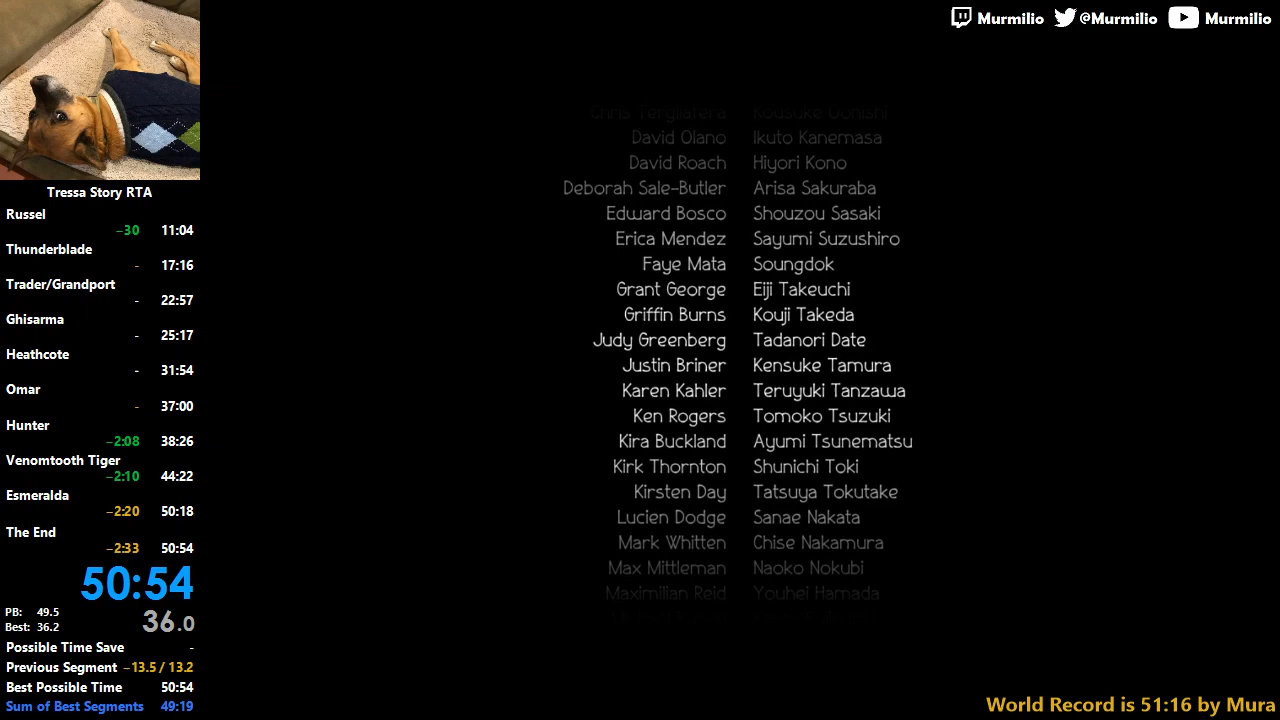 Murmilio @Murmilio Murmilio
Tressa Story RTA
Russel
−30 11:04
Thunderblade
- 17:16
Trader/Grandport
- 22:57
Ghisarma
- 25:17
Heathcote
- 31:54
Omar
- 37:00
Hunter
−2:08 38:26
Venomtooth Tiger
−2:10 44:22
Esmeralda
−2:20 50:18
The End
−2:33 50:54
50:54
PB: 49.5
Best: 36.2
36.0
Possible Time Save -
Previous Segment −13.5 / 13.2
Best Possible Time 50:54
Sum of Best Segments 49:19
David Olano Ikuto Kanemasa
David Roach Hiyori Kono
Deborah Sale-Butler Arisa Sakuraba
Edward Bosco Shouzou Sasaki
Erica Mendez Sayumi Suzushiro
Faye Mata Soungdok
Grant George Eiji Takeuchi
Griffin Burns Kouji Takeda
Judy Greenberg Tadanori Date
Justin Briner Kensuke Tamura
Karen Kahler Teruyuki Tanzawa
Ken Rogers Tomoko Tsuzuki
Kira Buckland Ayumi Tsunematsu
Kirk Thornton Shunichi Toki
Kirsten Day Tatsuya Tokutake
Lucien Dodge Sanae Nakata
Mark Whitten Chise Nakamura
Max Mittleman Naoko Nokubi
Maximilian Reid Youhei Hamada
World Record is 51:16 by Mura